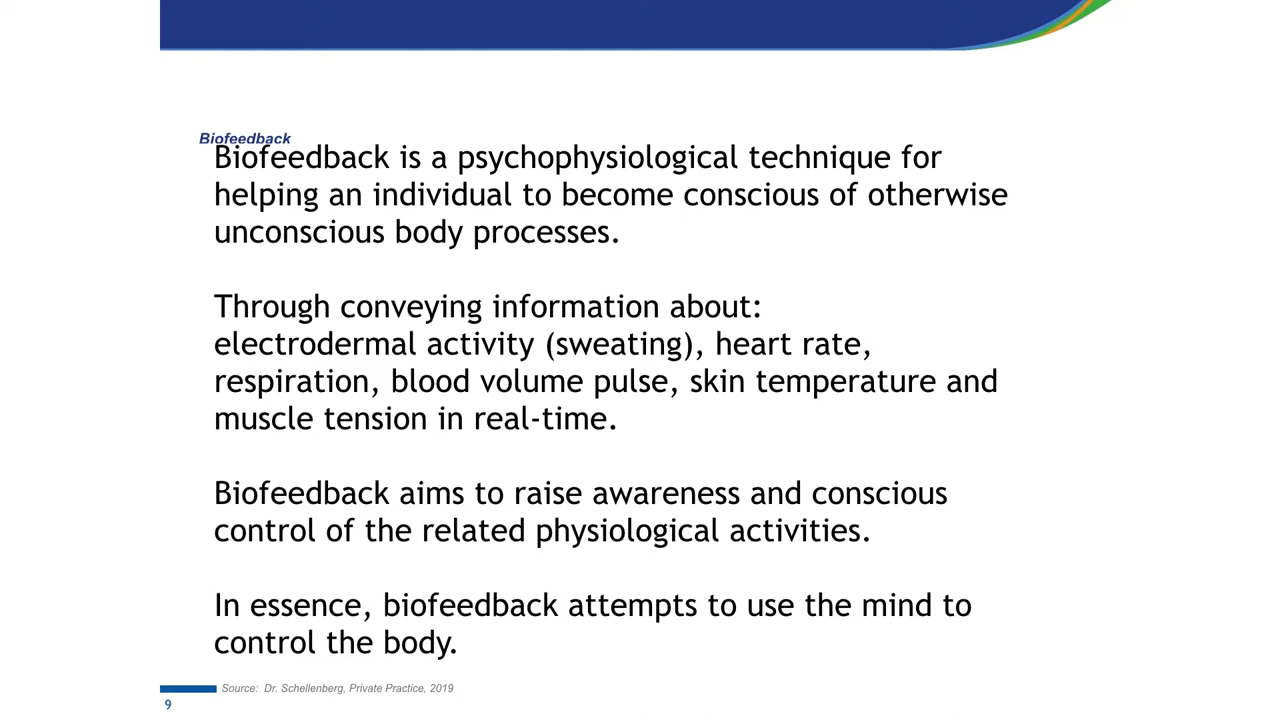 Biofeedback
Biofeedback is a psychophysiological technique for
helping an individual to become conscious of otherwise
unconscious body processes.
Through conveying information about:
electrodermal activity (sweating), heart rate,
respiration, blood volume pulse, skin temperature and
muscle tension in real-time.
Biofeedback aims to raise awareness and conscious
control of the related physiological activities.
In essence, biofeedback attempts to use the mind to
control the body.
Source: Dr. Schellenberg, Private Practice, 2019
9